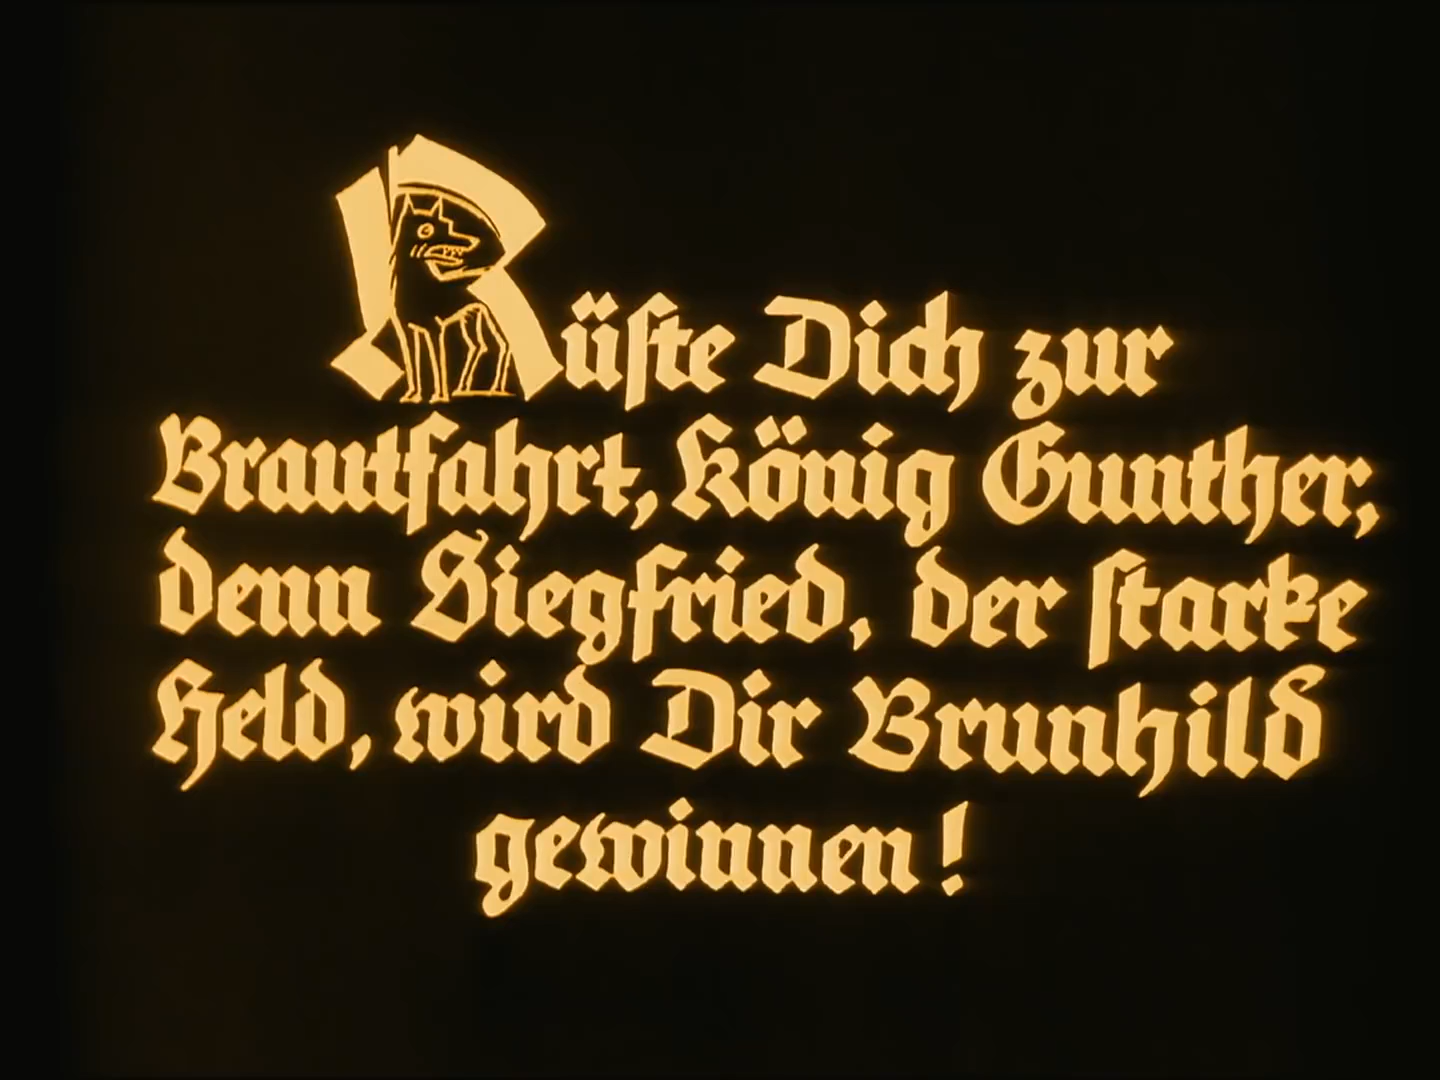 Rüste Dich zur
Brautfahrt, König Gunther,
denn Siegfried, der starke
Held, wird Dir Brunhild
gewinnen!